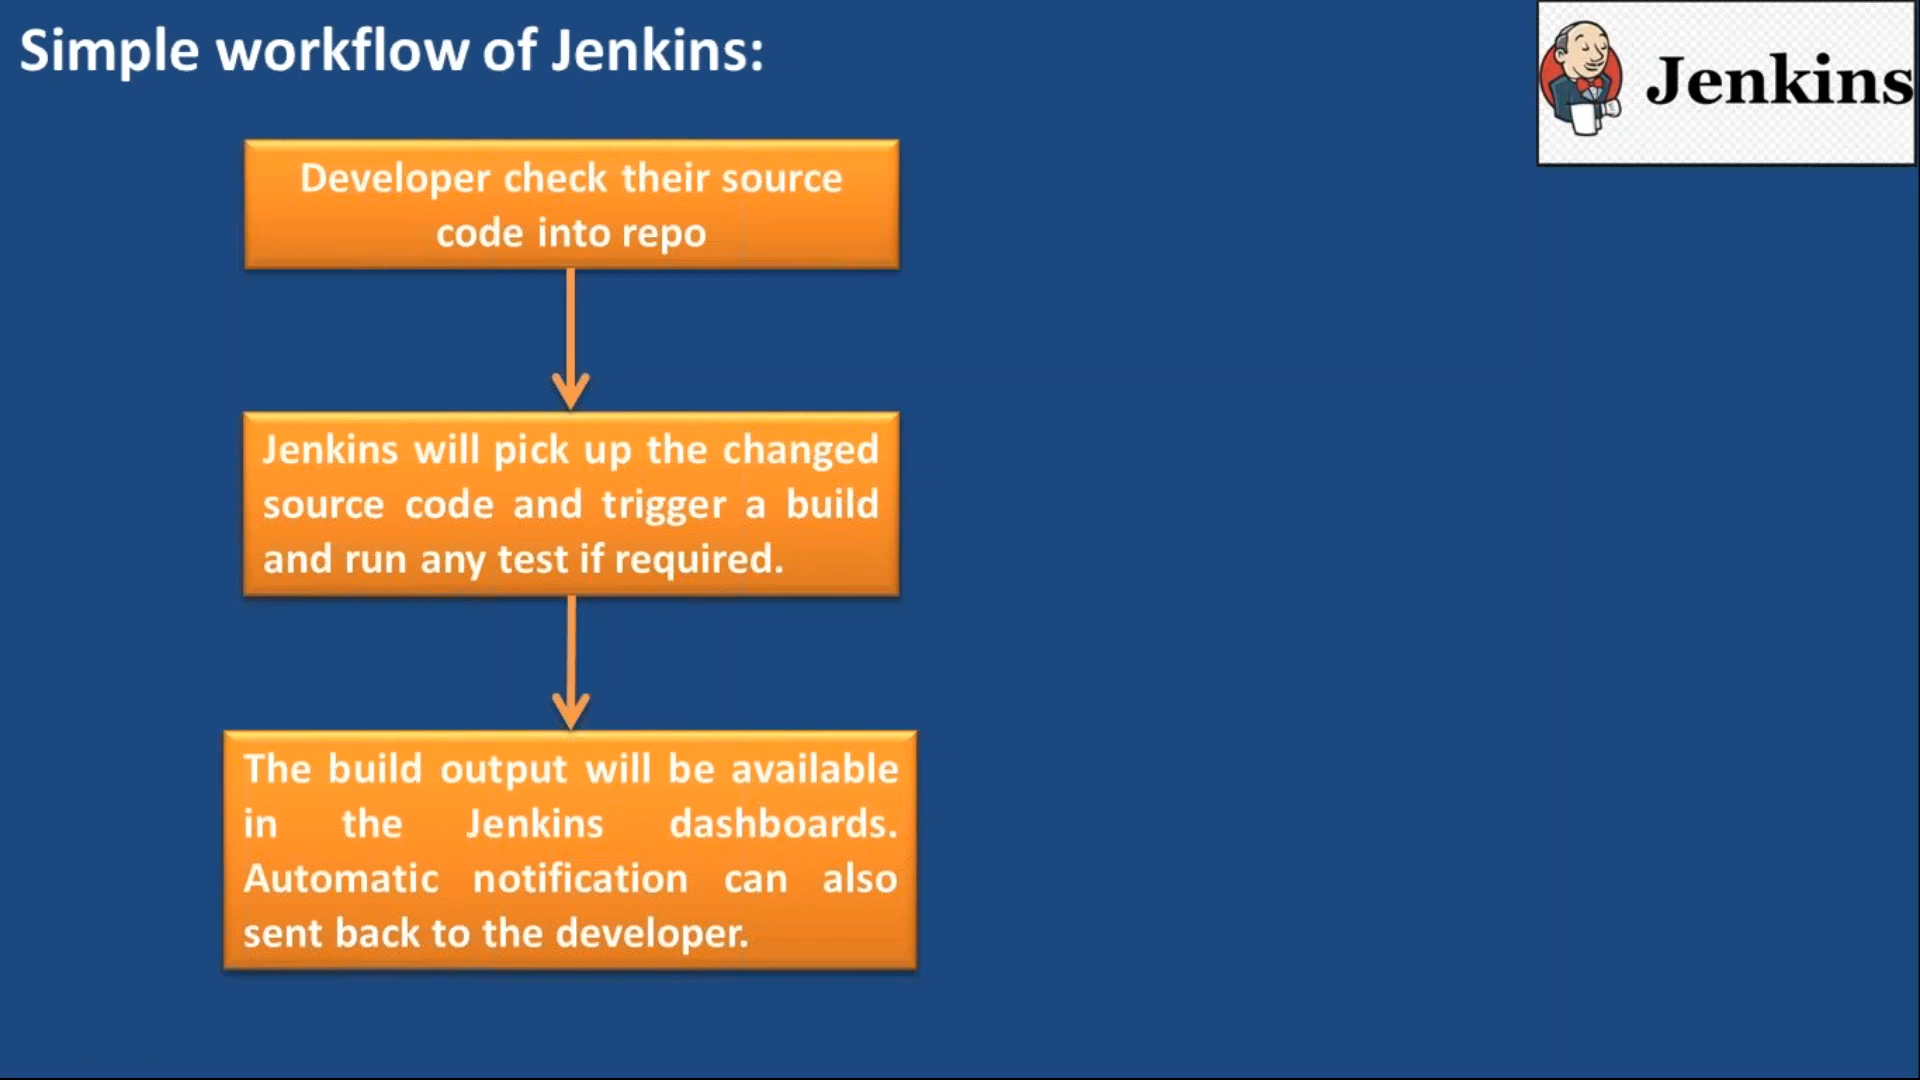 Simple workflow of Jenkins:
Jenkins
Developer check their source
code into repo
Jenkins will pick up the changed
source code and trigger a build
and run any test if required.
The build output will be available
in the Jenkins dashboards.
Automatic notification can also
sent back to the developer.